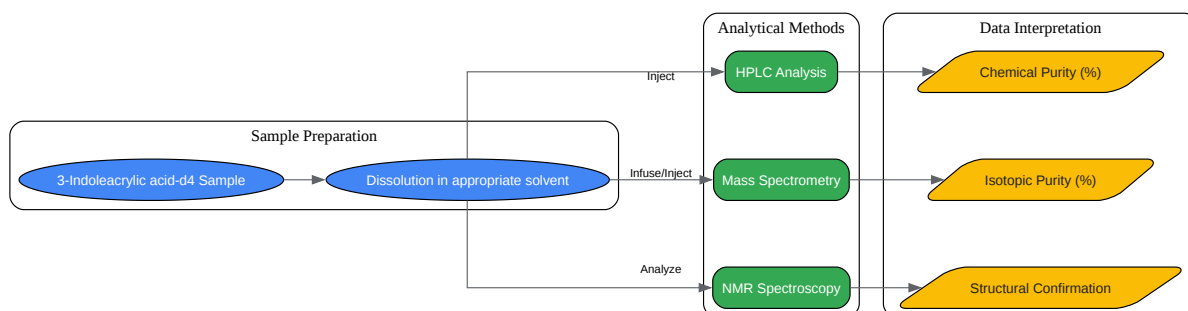 Analytical Methods
Data Interpretation
Inject
HPLC Analysis
Chemical Purity (%)
Sample Preparation
3-Indoleacrylic acid-d4 Sample
Dissolution in appropriate solvent
Infuse/Inject
Mass Spectrometry
Isotopic Purity (%)
Analyze
NMR Spectroscopy
Structural Confirmation